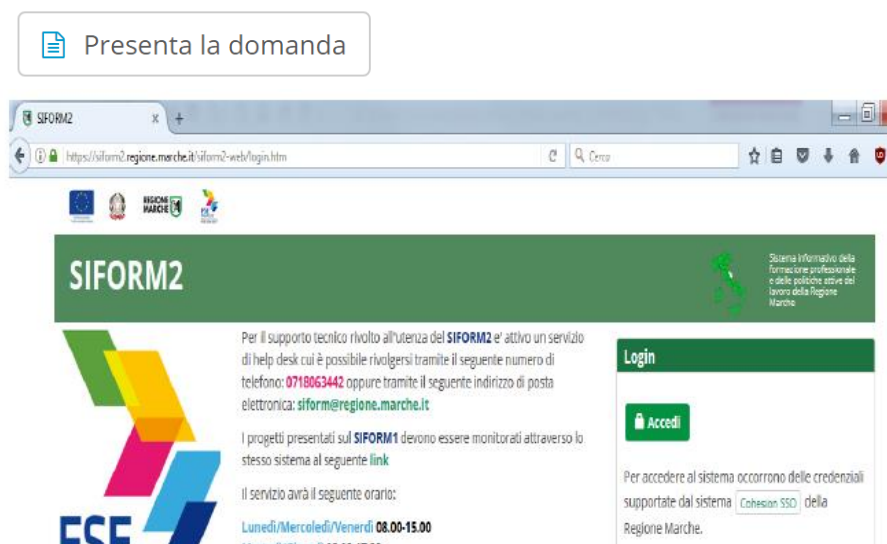 Presenta la domanda
SIFORM2 x +
https://siform2.regione.marche.it/siform2-web/login.htm
Cerca
REGIONE
MARCHE
SIFORM2
Sistema informativo della
formazione professionale
e delle politiche attive del
lavoro della Regione
Marche
Per il supporto tecnico rivolto all'utenza del SIFORM2 e' attivo un servizio
di help desk cui è possibile rivolgersi tramite il seguente numero di
telefono: 0718063442 oppure tramite il seguente indirizzo di posta
elettronica: siform@regione.marche.it
I progetti presentati sul SIFORM1 devono essere monitorati attraverso lo
stesso sistema al seguente link
Il servizio avrà il seguente orario:
Lunedì/Mercoledì/Venerdì 08.00-15.00
FSE
Login
Accedi
Per accedere al sistema occorrono delle credenziali
supportate dal sistema Cohesion SSO della
Regione Marche.